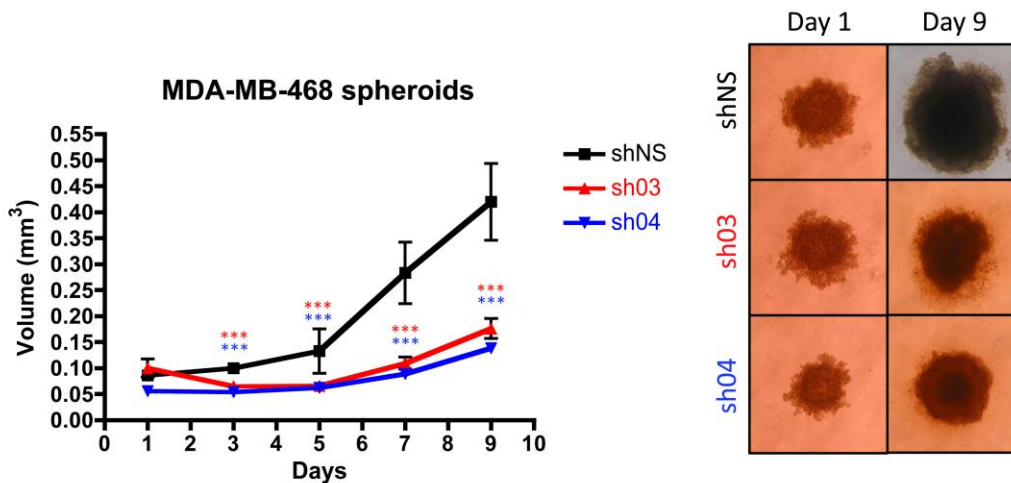 MDA-MB-468 spheroids
Volume (mm³)
0.55
0.50
0.45
0.40
0.35
0.30
0.25
0.20
0.15
0.10
0.05
0.00
***
***
***
***
***
***
***
***
0 1 2 3 4 5 6 7 8 9 10
Days
shNS
sh03
sh04
Day 1 Day 9
shNS
sh03
sh04